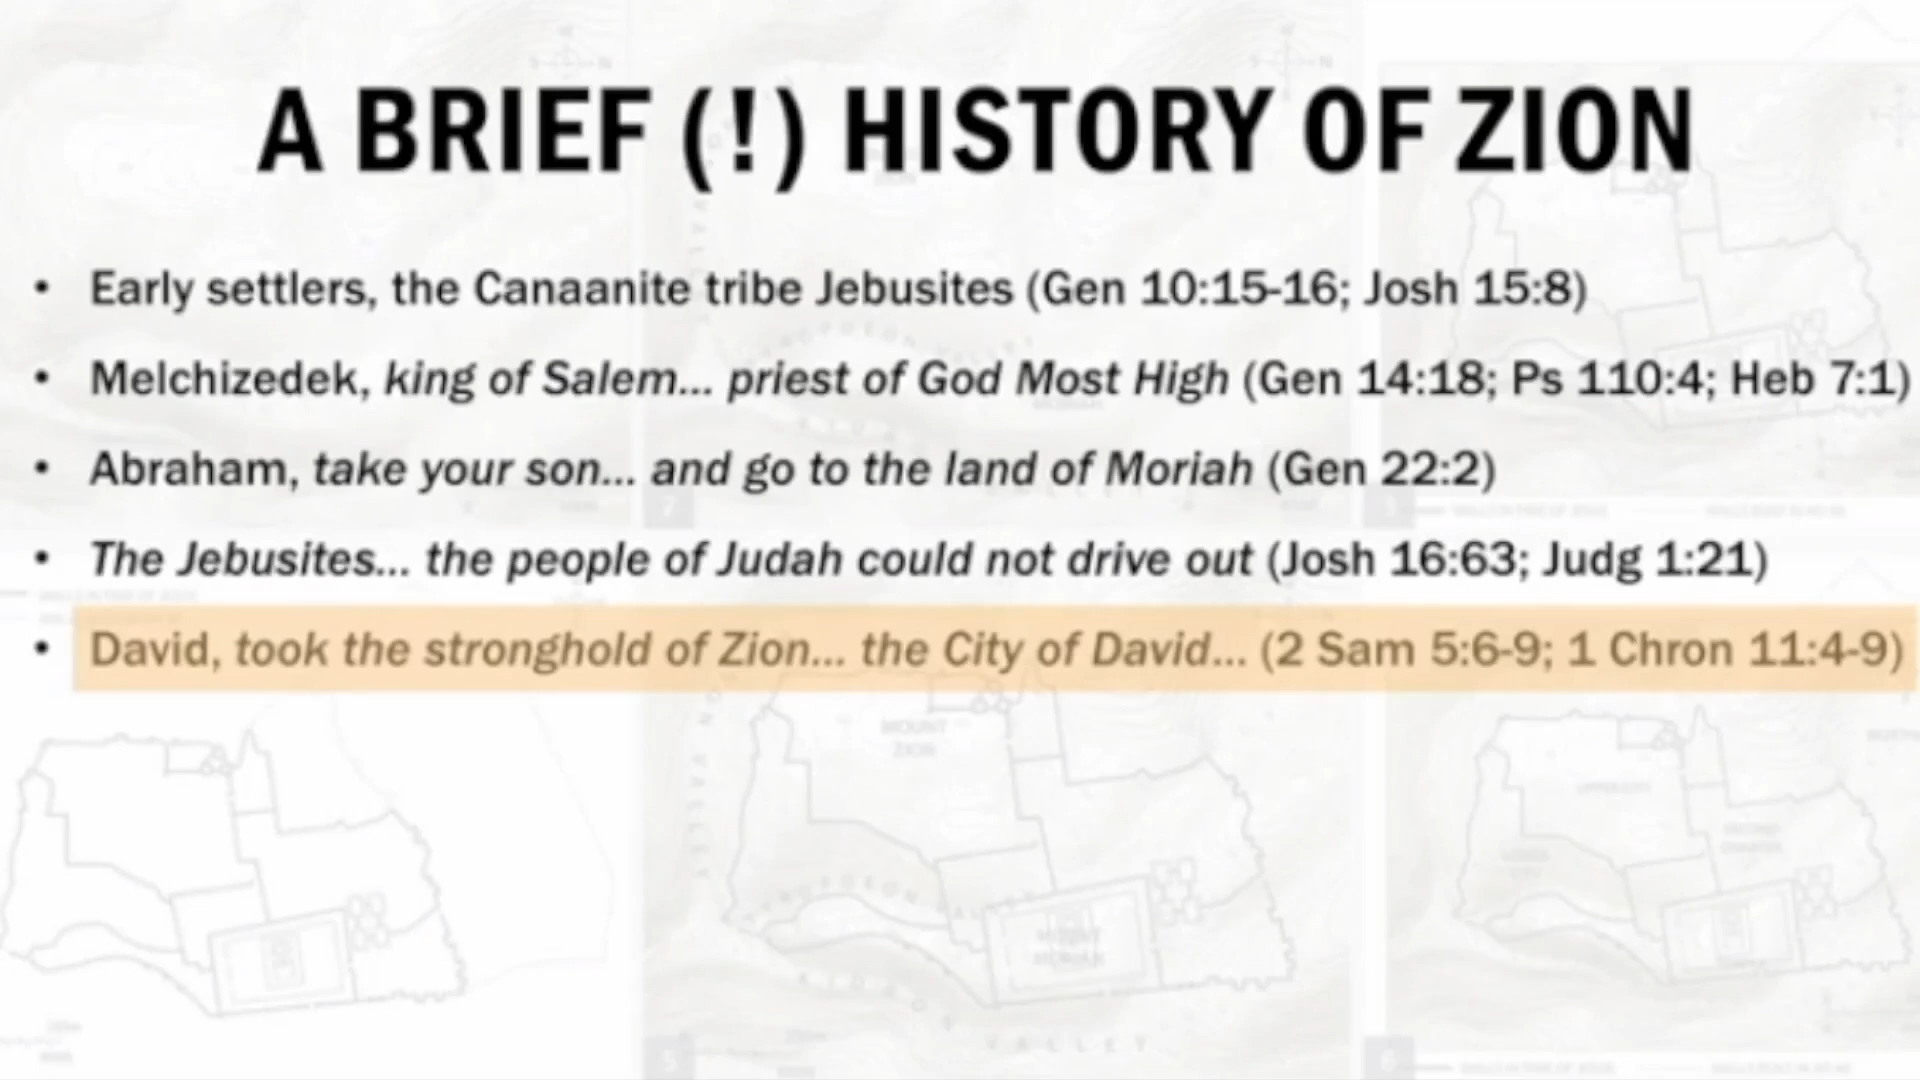 A BRIEF (!) HISTORY OF ZION
• Early settlers, the Canaanite tribe Jebusites (Gen 10:15-16; Josh 15:8)
• Melchizedek, king of Salem... priest of God Most High (Gen 14:18; Ps 110:4; Heb 7:1)
• Abraham, take your son... and go to the land of Moriah (Gen 22:2)
• The Jebusites... the people of Judah could not drive out (Josh 16:63; Judg 1:21)
• David, took the stronghold of Zion... the City of David... (2 Sam 5:6-9; 1 Chron 11:4-9)
MOUNT
ZION
VALLEY